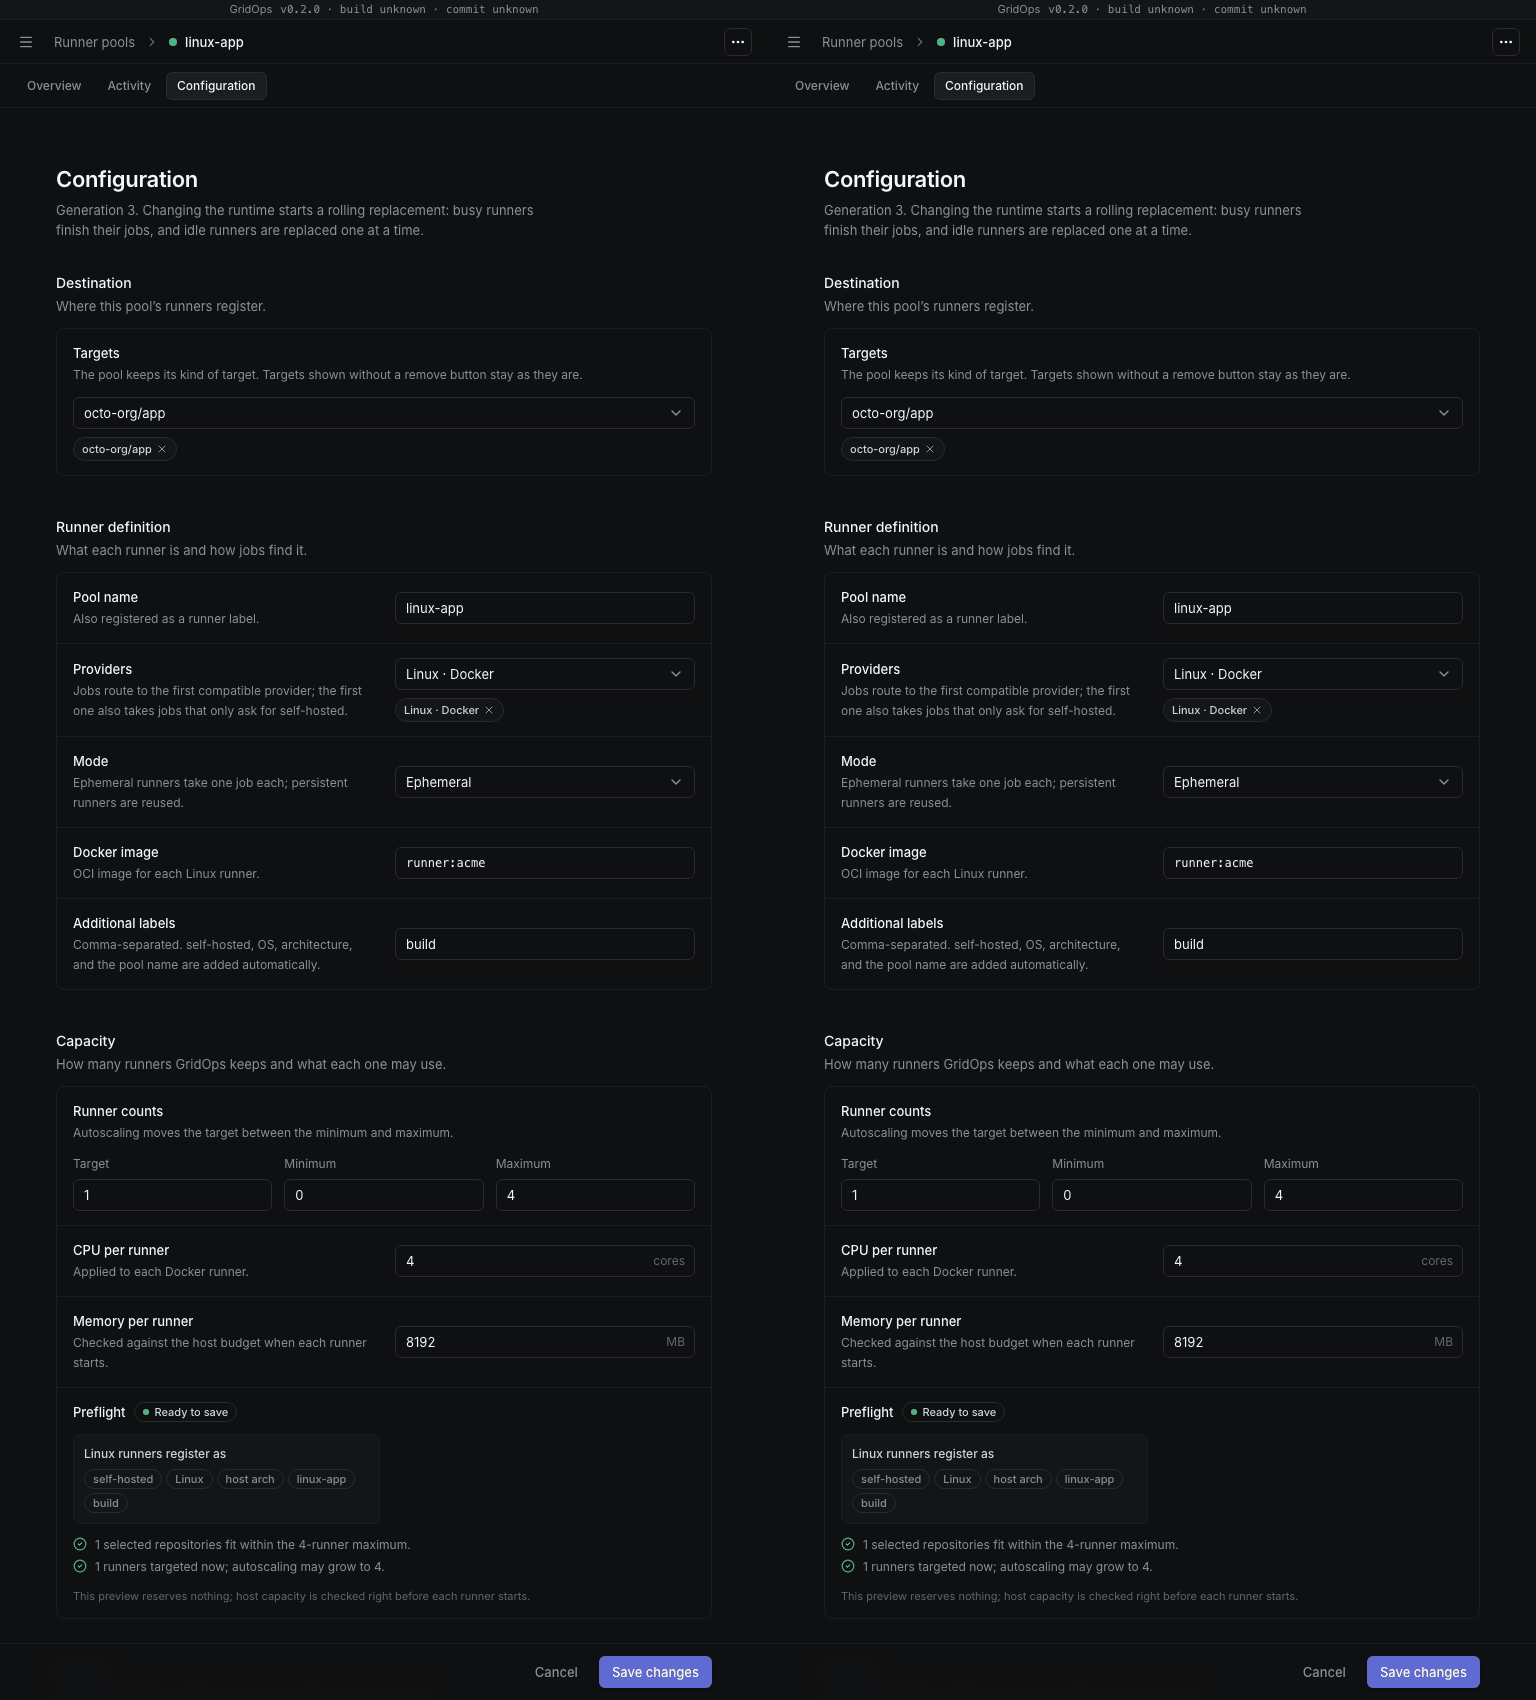 GridOps v0.2.0 · build unknown · commit unknown
Runner pools
linux-app
Overview
Activity
Configuration
Configuration
Generation 3. Changing the runtime starts a rolling replacement: busy runners
finish their jobs, and idle runners are replaced one at a time.
Destination
Where this pool’s runners register.
Targets
The pool keeps its kind of target. Targets shown without a remove button stay as they are.
octo-org/app
octo-org/app
Runner definition
What each runner is and how jobs find it.
Pool name
Also registered as a runner label.
linux-app
Providers
Jobs route to the first compatible provider; the first
one also takes jobs that only ask for self-hosted.
Linux · Docker
Linux · Docker
Mode
Ephemeral runners take one job each; persistent
runners are reused.
Ephemeral
Docker image
OCI image for each Linux runner.
runner:acme
Additional labels
Comma-separated. self-hosted, OS, architecture,
and the pool name are added automatically.
build
Capacity
How many runners GridOps keeps and what each one may use.
Runner counts
Autoscaling moves the target between the minimum and maximum.
Target
Minimum
Maximum
1
0
4
CPU per runner
Applied to each Docker runner.
4
cores
Memory per runner
Checked against the host budget when each runner
starts.
8192
MB
Preflight
Ready to save
Linux runners register as
self-hosted
Linux
host arch
linux-app
build
1 selected repositories fit within the 4-runner maximum.
1 runners targeted now; autoscaling may grow to 4.
This preview reserves nothing; host capacity is checked right before each runner starts.
Cancel
Save changes
GridOps v0.2.0 · build unknown · commit unknown
Runner pools
linux-app
Overview
Activity
Configuration
Configuration
Generation 3. Changing the runtime starts a rolling replacement: busy runners
finish their jobs, and idle runners are replaced one at a time.
Destination
Where this pool’s runners register.
Targets
The pool keeps its kind of target. Targets shown without a remove button stay as they are.
octo-org/app
octo-org/app
Runner definition
What each runner is and how jobs find it.
Pool name
Also registered as a runner label.
linux-app
Providers
Jobs route to the first compatible provider; the first
one also takes jobs that only ask for self-hosted.
Linux · Docker
Linux · Docker
Mode
Ephemeral runners take one job each; persistent
runners are reused.
Ephemeral
Docker image
OCI image for each Linux runner.
runner:acme
Additional labels
Comma-separated. self-hosted, OS, architecture,
and the pool name are added automatically.
build
Capacity
How many runners GridOps keeps and what each one may use.
Runner counts
Autoscaling moves the target between the minimum and maximum.
Target
Minimum
Maximum
1
0
4
CPU per runner
Applied to each Docker runner.
4
cores
Memory per runner
Checked against the host budget when each runner
starts.
8192
MB
Preflight
Ready to save
Linux runners register as
self-hosted
Linux
host arch
linux-app
build
1 selected repositories fit within the 4-runner maximum.
1 runners targeted now; autoscaling may grow to 4.
This preview reserves nothing; host capacity is checked right before each runner starts.
Cancel
Save changes